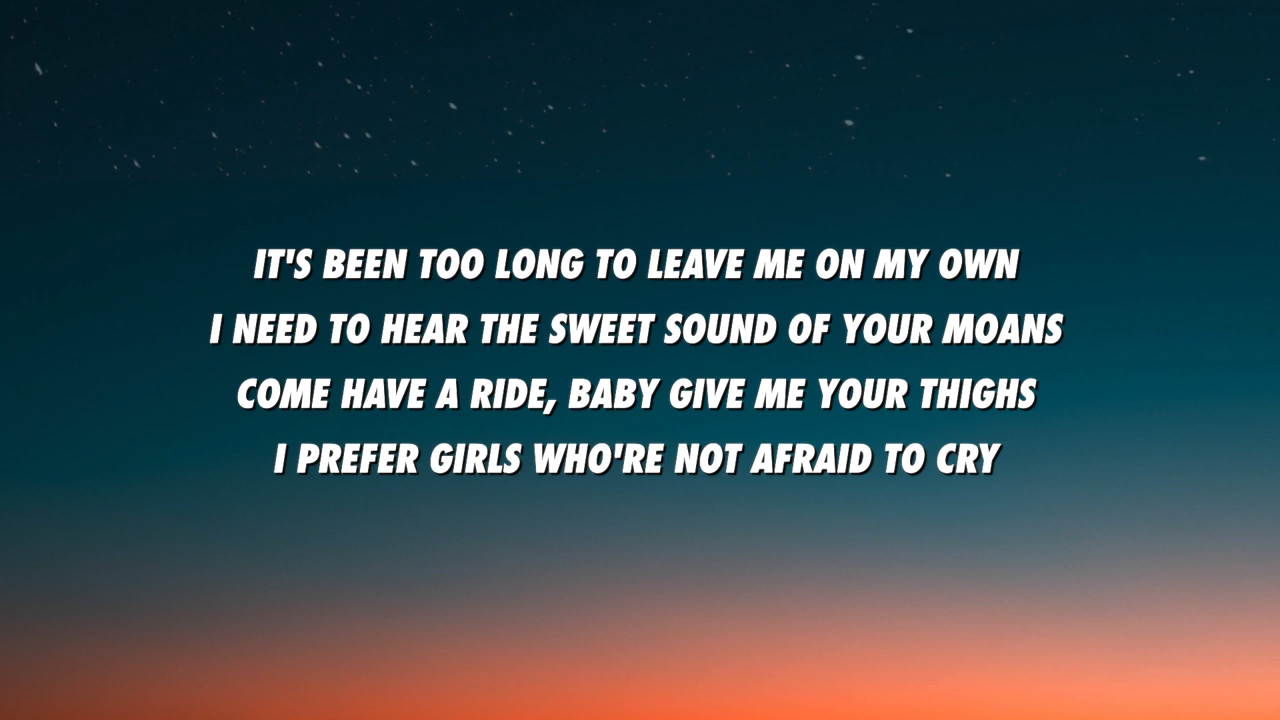 IT'S BEEN TOO LONG TO LEAVE ME ON MY OWN
I NEED TO HEAR THE SWEET SOUND OF YOUR MOANS
COME HAVE A RIDE, BABY GIVE ME YOUR THIGHS
I PREFER GIRLS WHO'RE NOT AFRAID TO CRY